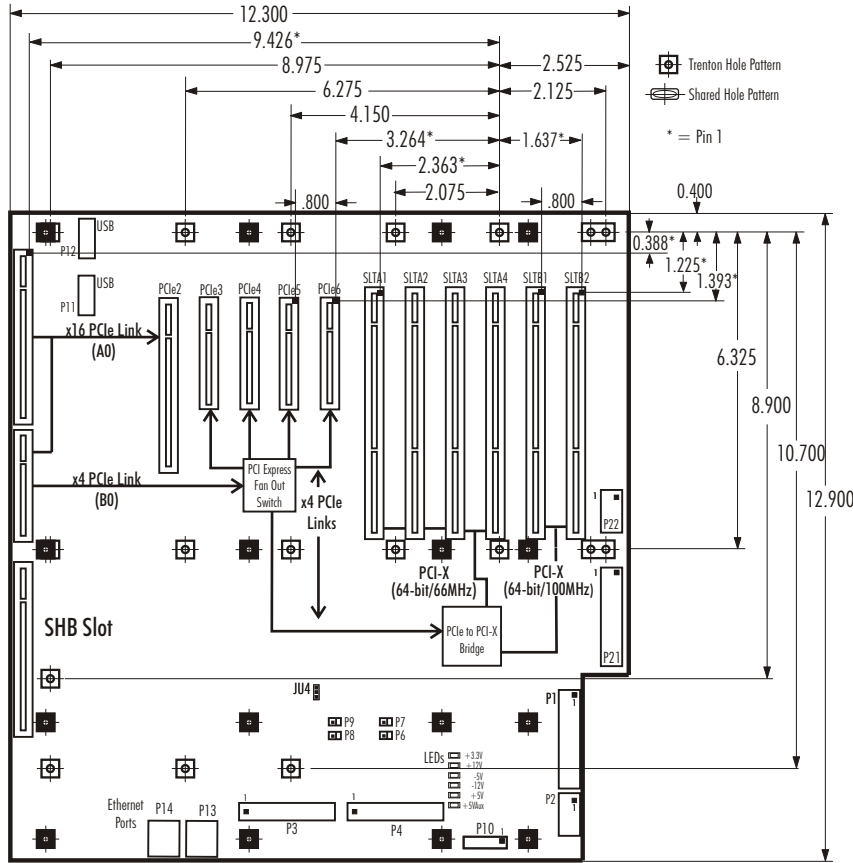 12.300
9.426*
8.975
2.525
6.275
2.125
4.150
3.264*
1.637*
2.363*
2.075
.800
.800
Trenton Hole Pattern
Shared Hole Pattern
* = Pin 1
0.400
0.388*
1.225*
1.393*
6.325
8.900
10.700
12.900
USB
P12
USB
P11
PCIe2
PCIe3
PCIe4
PCIe5
PCIe6
SLTA1
SLTA2
SLTA3
SLTA4
SLTB1
SLTB2
x16 PCIe Link
(A0)
x4 PCIe Link
(B0)
PCI Express
Fan Out
Switch
x4 PCIe
Links
1
P22
PCI-X
(64-bit/66MHz)
PCI-X
(64-bit/100MHz)
1
P21
SHB Slot
PCIe to PCI-X
Bridge
JU4
P9
P8
P7
P6
P1
1
LEDs
+3.3V
+12V
-5V
-12V
+5V
+5VAux
P2
Ethernet
Ports
P14
P13
1
P3
1
P4
P10
1